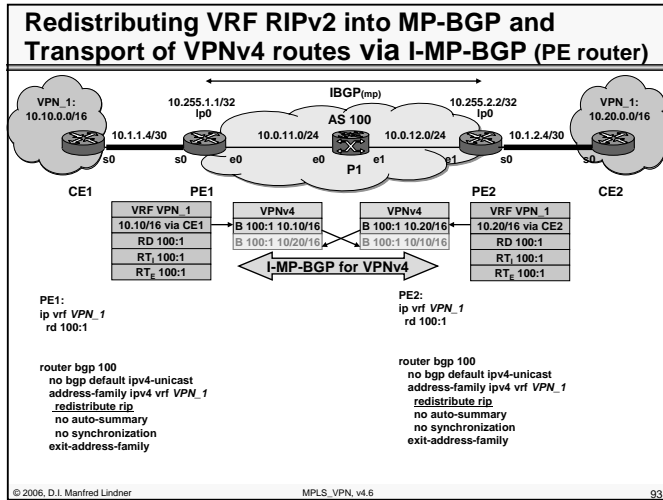 Redistributing VRF RIPv2 into MP-BGP and
Transport of VPNv4 routes via I-MP-BGP (PE router)
IBGP(mp)
VPN_1:
10.10.0.0/16
10.255.1.1/32
lp0
10.255.2.2/32
lp0
VPN_1:
10.20.0.0/16
AS 100
10.1.1.4/30
10.0.11.0/24
10.0.12.0/24
10.1.2.4/30
s0
s0
e0
e0
e1
e1
s0
s0
P1
CE1
PE1
PE2
CE2
VRF VPN_1
10.10/16 via CE1
RD 100:1
RTI 100:1
RTE 100:1
VPNv4
B 100:1 10.10/16
B 100:1 10/20/16
VPNv4
B 100:1 10.20/16
B 100:1 10/10/16
VRF VPN_1
10.20/16 via CE2
RD 100:1
RTI 100:1
RTE 100:1
I-MP-BGP for VPNv4
PE1:
ip vrf VPN_1
rd 100:1
router bgp 100
no bgp default ipv4-unicast
address-family ipv4 vrf VPN_1
redistribute rip
no auto-summary
no synchronization
exit-address-family
PE2:
ip vrf VPN_1
rd 100:1
router bgp 100
no bgp default ipv4-unicast
address-family ipv4 vrf VPN_1
redistribute rip
no auto-summary
no synchronization
exit-address-family
© 2006, D.I. Manfred Lindner
MPLS_VPN, v4.6
93